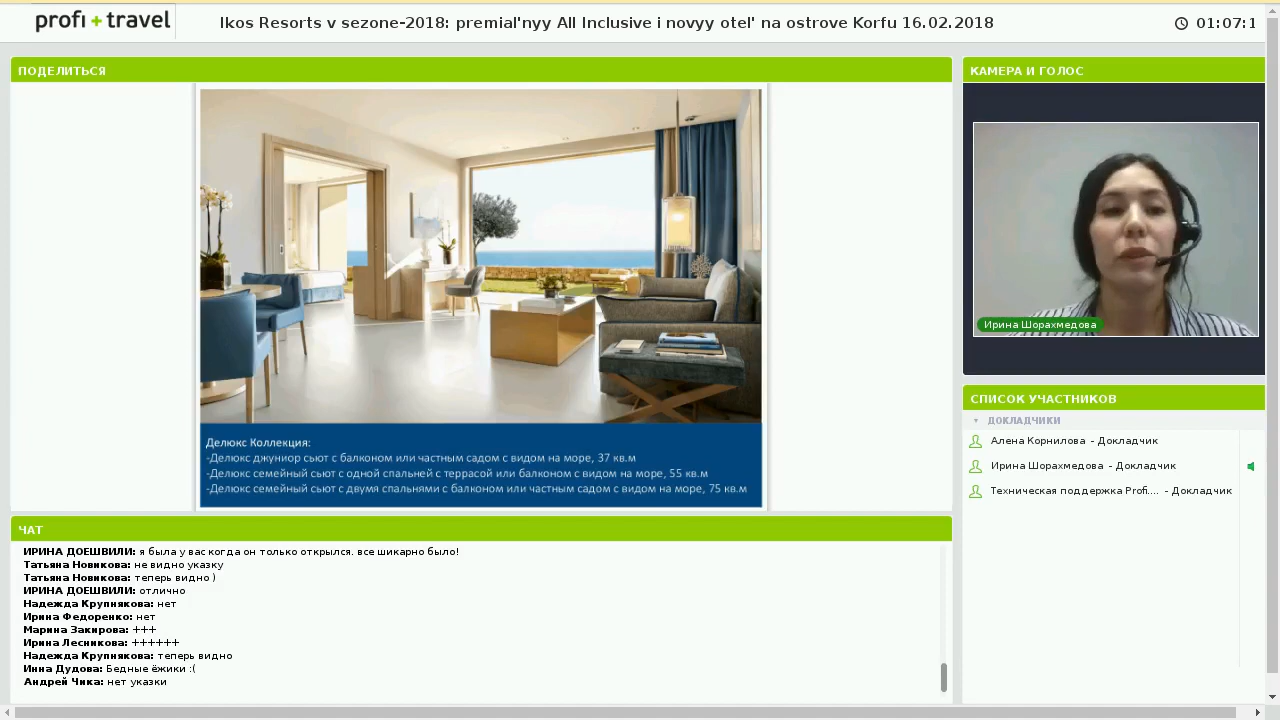 profi + travel
Ikos Resorts v sezone-2018: premial'nyy All Inclusive i novyy otel' na ostrove Korfu 16.02.2018
01:07:1
ПОДЕЛИТЬСЯ
Делюкс Коллекция:
-Делюкс джуниор сьют с балконом или частным садом с видом на море, 37 кв.м
-Делюкс семейный сьют с одной спальней с террасой или балконом с видом на море, 55 кв.м
-Делюкс семейный сьют с двумя спальнями с балконом или частным садом с видом на море, 75 кв.м
КАМЕРА И ГОЛОС
Ирина Шорахмедова
СПИСОК УЧАСТНИКОВ
ДОКЛАДЧИКИ
Алена Корнилова - Докладчик
Ирина Шорахмедова - Докладчик
Техническая поддержка Profi.... - Докладчик
ЧАТ
ИРИНА ДОЕШВИЛИ: я была у вас когда он только открылся. все шикарно было!
Татьяна Новикова: не видно указку
Татьяна Новикова: теперь видно )
ИРИНА ДОЕШВИЛИ: отлично
Надежда Крупнякова: нет
Ирина Федоренко: нет
Марина Закирова: +++
Ирина Лесникова: ++++++
Надежда Крупнякова: теперь видно
Инна Дудова: Бедные ёжики :(
Андрей Чика: нет указки